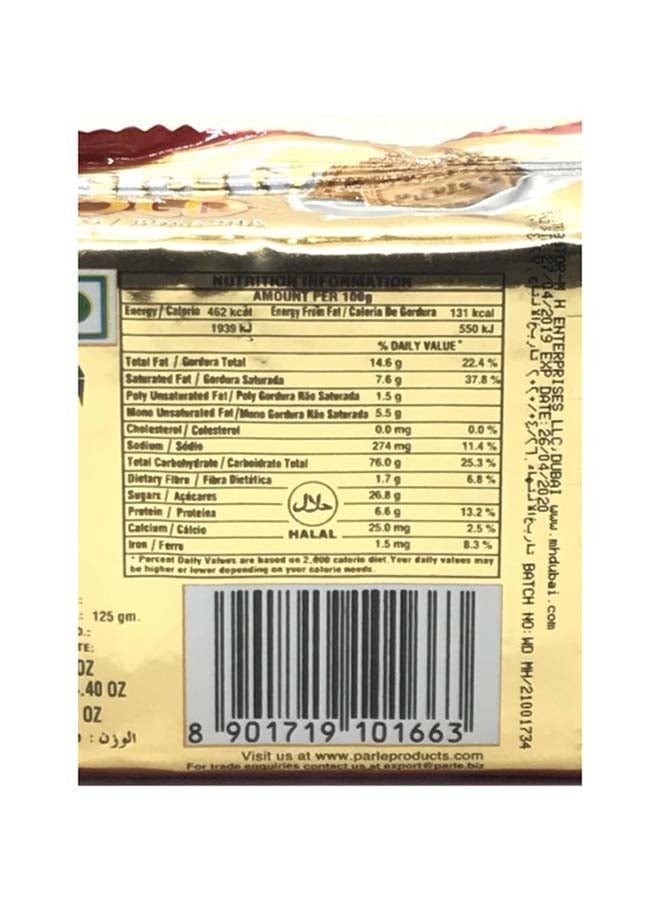 NUTRITION INFORMATION
AMOUNT PER 100g
Energy / Calorie 462 kcal Energy From Fat / Caloria De Gordura 131 kcal
1939 kJ 550 kJ
% DAILY VALUE*
Total Fat / Gordura Total 14.6 g 22.4 %
Saturated Fat / Gordura Saturada 7.6 g 37.8 %
Poly Unsaturated Fat / Poly Gordura Não Saturada 1.5 g
Mono Unsaturated Fat /Mono Gordura Não Saturada 5.5 g
Cholesterol / Colesterol 0.0 mg 0.0 %
Sodium / Sódio 274 mg 11.4 %
Total Carbohydrate / Carboidrato Total 76.0 g 25.3 %
Dietary Fibre / Fibra Dietética 1.7 g 6.8 %
Sugars / Açúcares 26.8 g
Protein / Proteína 6.6 g 13.2 %
Calcium / Cálcio 25.0 mg 2.5 %
Iron / Ferro 1.5 mg 8.3 %
حلال
HALAL
* Percent Daily Values are based on 2,000 calorie diet. Your daily values may
be higher or lower depending on your calorie needs.
H ENTERPRISES LLC,DUBAI www.mhdubai.com
/04/2019 EXP DATE:26/04/2020
BATCH NO:WD MH/21001734
125 gm.
TE:
OZ
.40 OZ
OZ
الوزن :
8 901719 101663
Visit us at www.parleproducts.com
For trade enquiries contact us at export@parle.biz